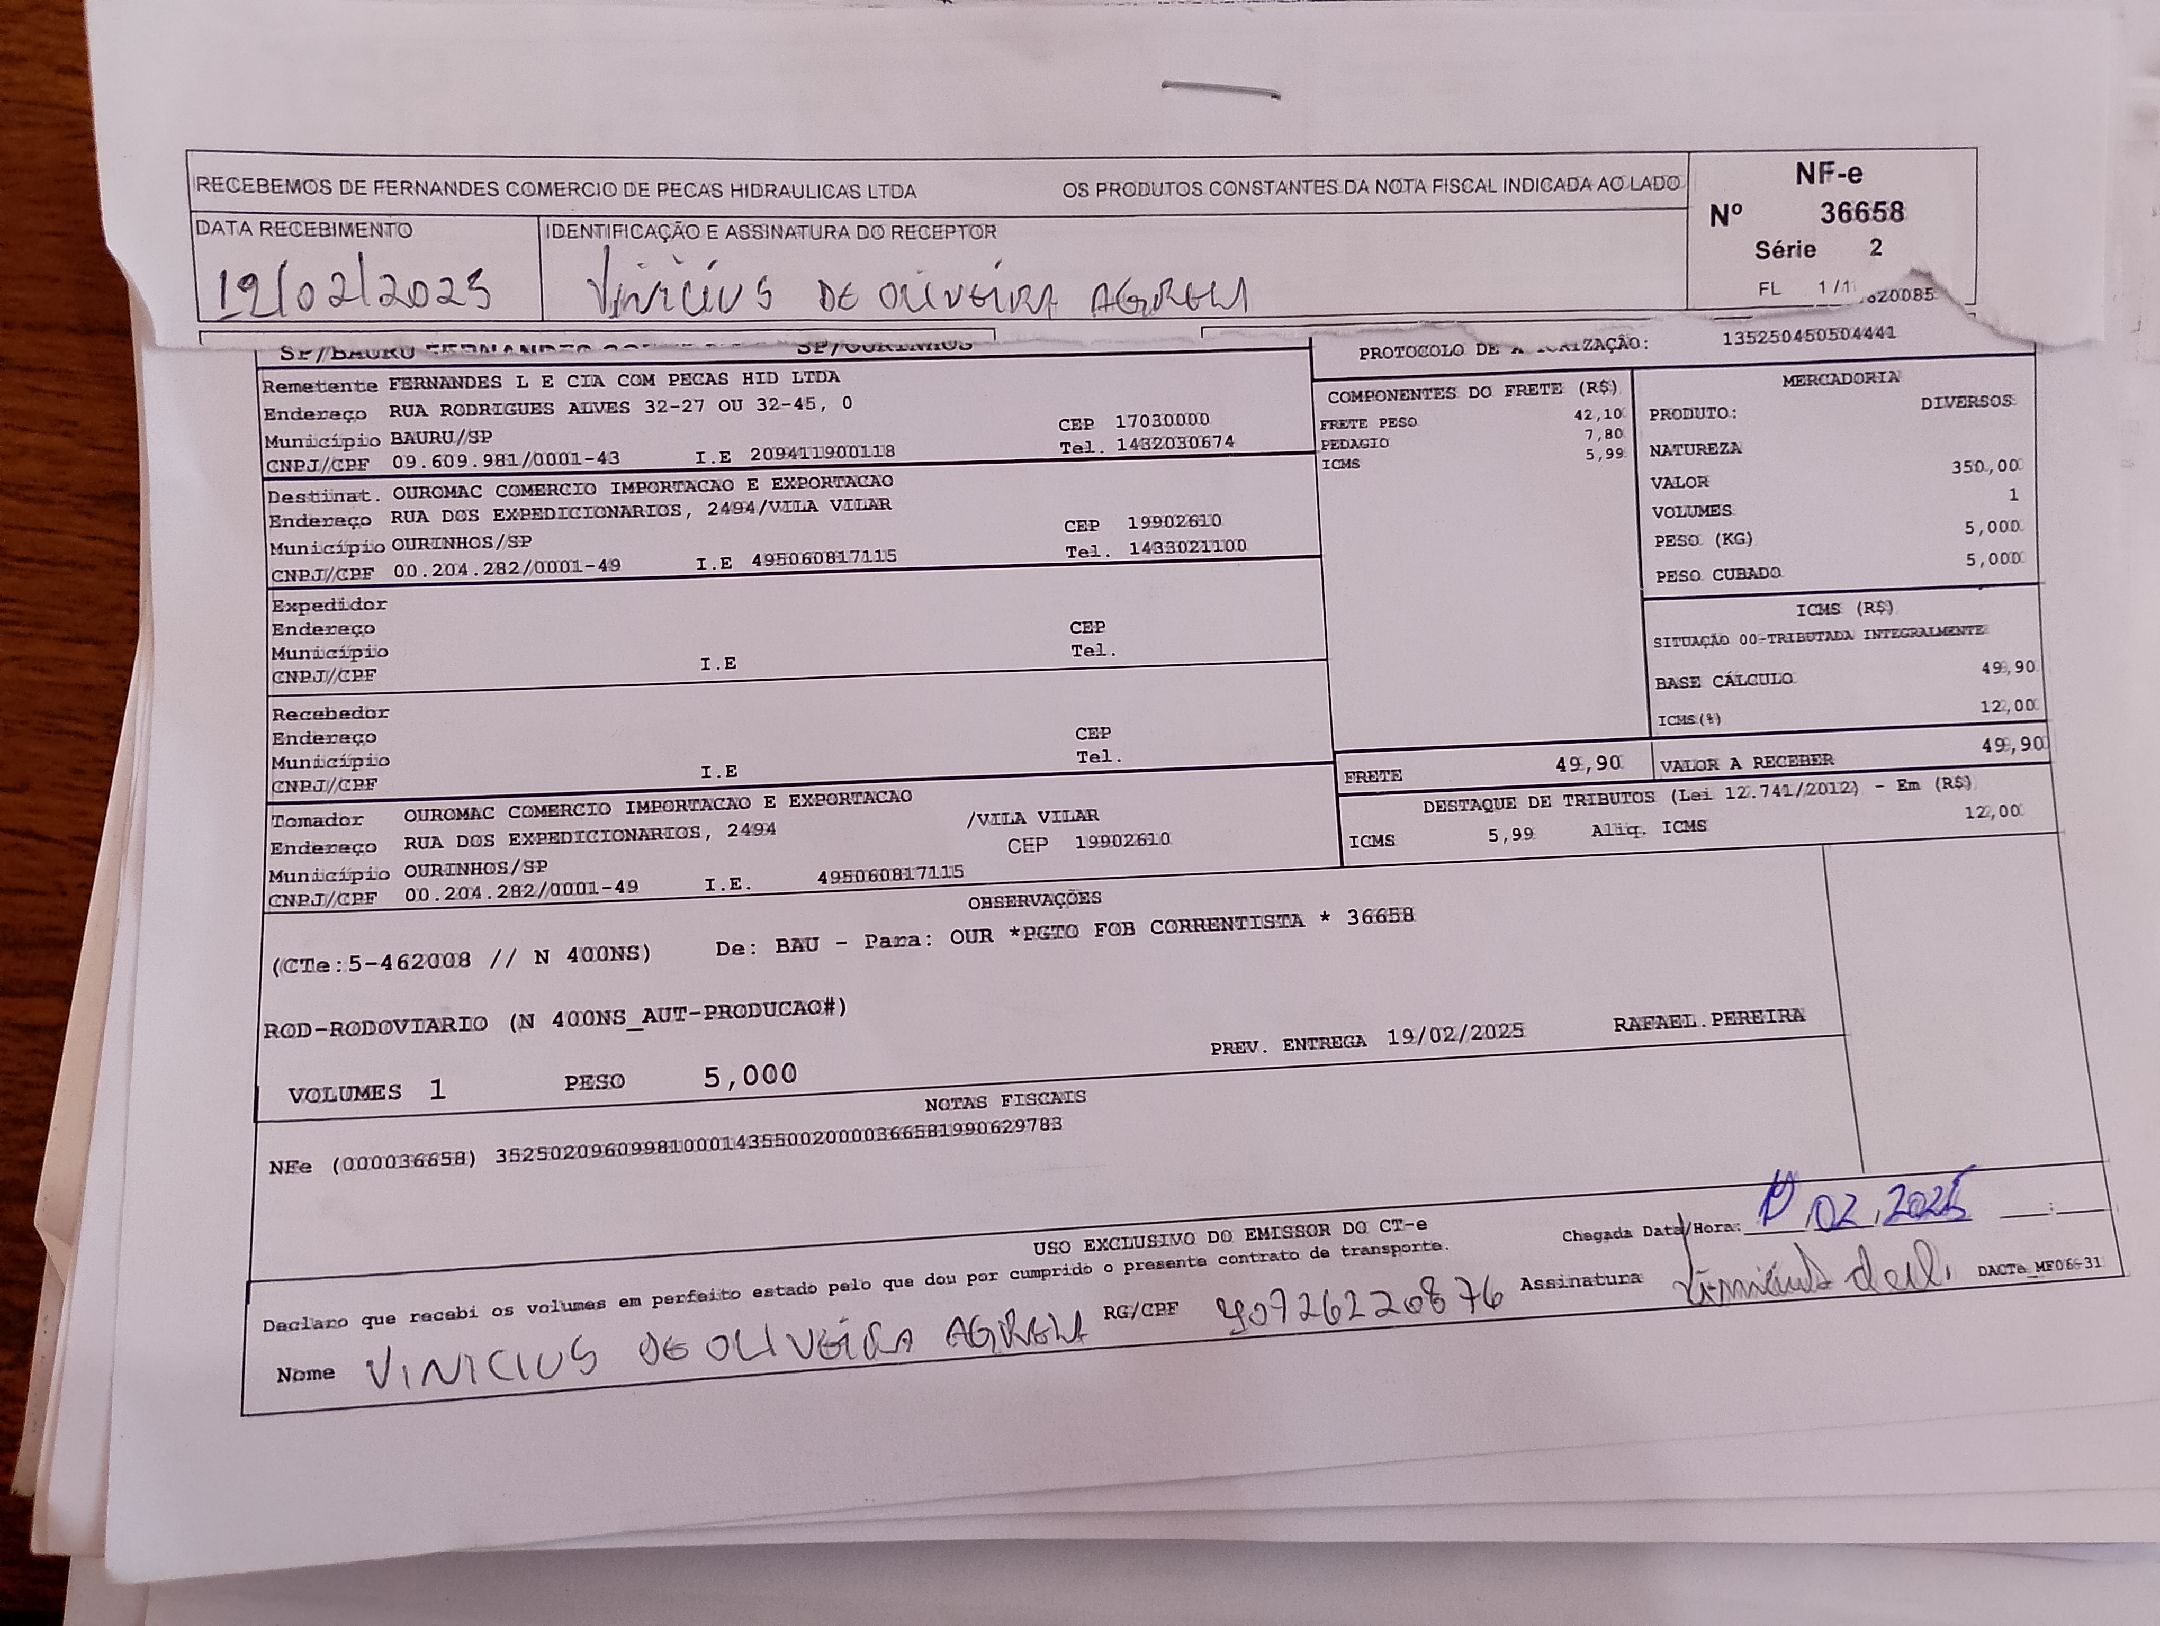 RECEBEMOS DE FERNANDES COMERCIO DE PECAS HIDRAULICAS LTDA OS PRODUTOS CONSTANTES DA NOTA FISCAL INDICADA AO LADO
NF-e
Nº 36658
Série 2
FL 1/1
DATA RECEBIMENTO
19/02/2025
IDENTIFICAÇÃO E ASSINATURA DO RECEPTOR
VINICIUS DE OLIVEIRA AGRELI
620085
SP/BAURU SP/OURINHOS
PROTOCOLO DE 135250450504441
Remetente FERNANDES L E CIA COM PECAS HID LTDA
Endereço RUA RODRIGUES ALVES 32-27 OU 32-45, 0
CEP 17030000
Município BAURU/SP
Tel. 1432030674
CNPJ/CPF 09.609.981/0001-43 I.E 209411900118
Destinat. OUROMAC COMERCIO IMPORTACAO E EXPORTACAO
Endereço RUA DOS EXPEDICIONARIOS, 2494/VILA VILAR
CEP 19902610
Município OURINHOS/SP
Tel. 1433021100
CNPJ/CPF 00.204.282/0001-49 I.E 495060817115
Expedidor
Endereço
CEP
Município
Tel.
CNPJ/CPF I.E
Recebedor
Endereço
CEP
Município
Tel.
CNPJ/CPF I.E
Tomador OUROMAC COMERCIO IMPORTACAO E EXPORTACAO
Endereço RUA DOS EXPEDICIONARIOS, 2494 /VILA VILAR
Município OURINHOS/SP CEP 19902610
CNPJ/CPF 00.204.282/0001-49 I.E. 495060817115
COMPONENTES DO FRETE (R$)
FRETE PESO 42,10
PEDAGIO 7,80
ICMS 5,99
MERCADORIA
PRODUTO: DIVERSOS
NATUREZA
VALOR 350,00
VOLUMES 1
PESO (KG) 5,000
PESO CUBADO 5,000
ICMS (R$)
SITUAÇÃO 00-TRIBUTADA INTEGRALMENTE
BASE CÁLCULO 49,90
ICMS(%) 12,00
FRETE 49,90 VALOR A RECEBER 49,90
DESTAQUE DE TRIBUTOS (Lei 12.741/2012) - Em (R$)
ICMS 5,99 Aliq. ICMS 12,00
OBSERVAÇÕES
(CTe:5-462008 // N 400NS) De: BAU - Para: OUR *PGTO FOB CORRENTISTA * 36658
ROD-RODOVIARIO (N 400NS_AUT-PRODUCAO#)
PREV. ENTREGA 19/02/2025 RAFAEL.PEREIRA
VOLUMES 1 PESO 5,000
NOTAS FISCAIS
NFe (000036658) 35250209609981000143550020000366581990629783
USO EXCLUSIVO DO EMISSOR DO CT-e
Chegada Data/Hora: 19,02,2025 __:__
Declaro que recebi os volumes em perfeito estado pelo que dou por cumprido o presente contrato de transporte.
Nome VINICIUS DE OLIVEIRA AGRELI RG/CPF 40726220876 Assinatura
DACTe_MF06-31